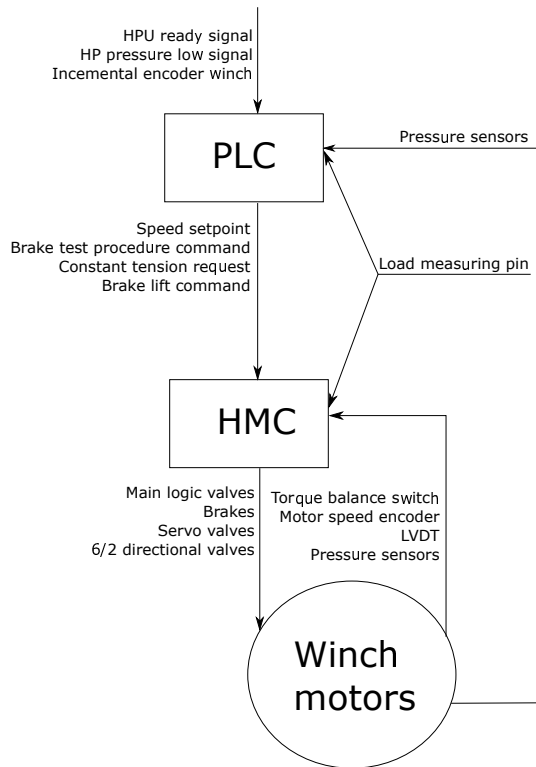 HPU ready signal
HP pressure low signal
Incemental encoder winch
PLC
Pressure sensors
Speed setpoint
Brake test procedure command
Constant tension request
Brake lift command
Load measuring pin
HMC
Main logic valves
Brakes
Servo valves
6/2 directional valves
Torque balance switch
Motor speed encoder
LVDT
Pressure sensors
Winch
motors